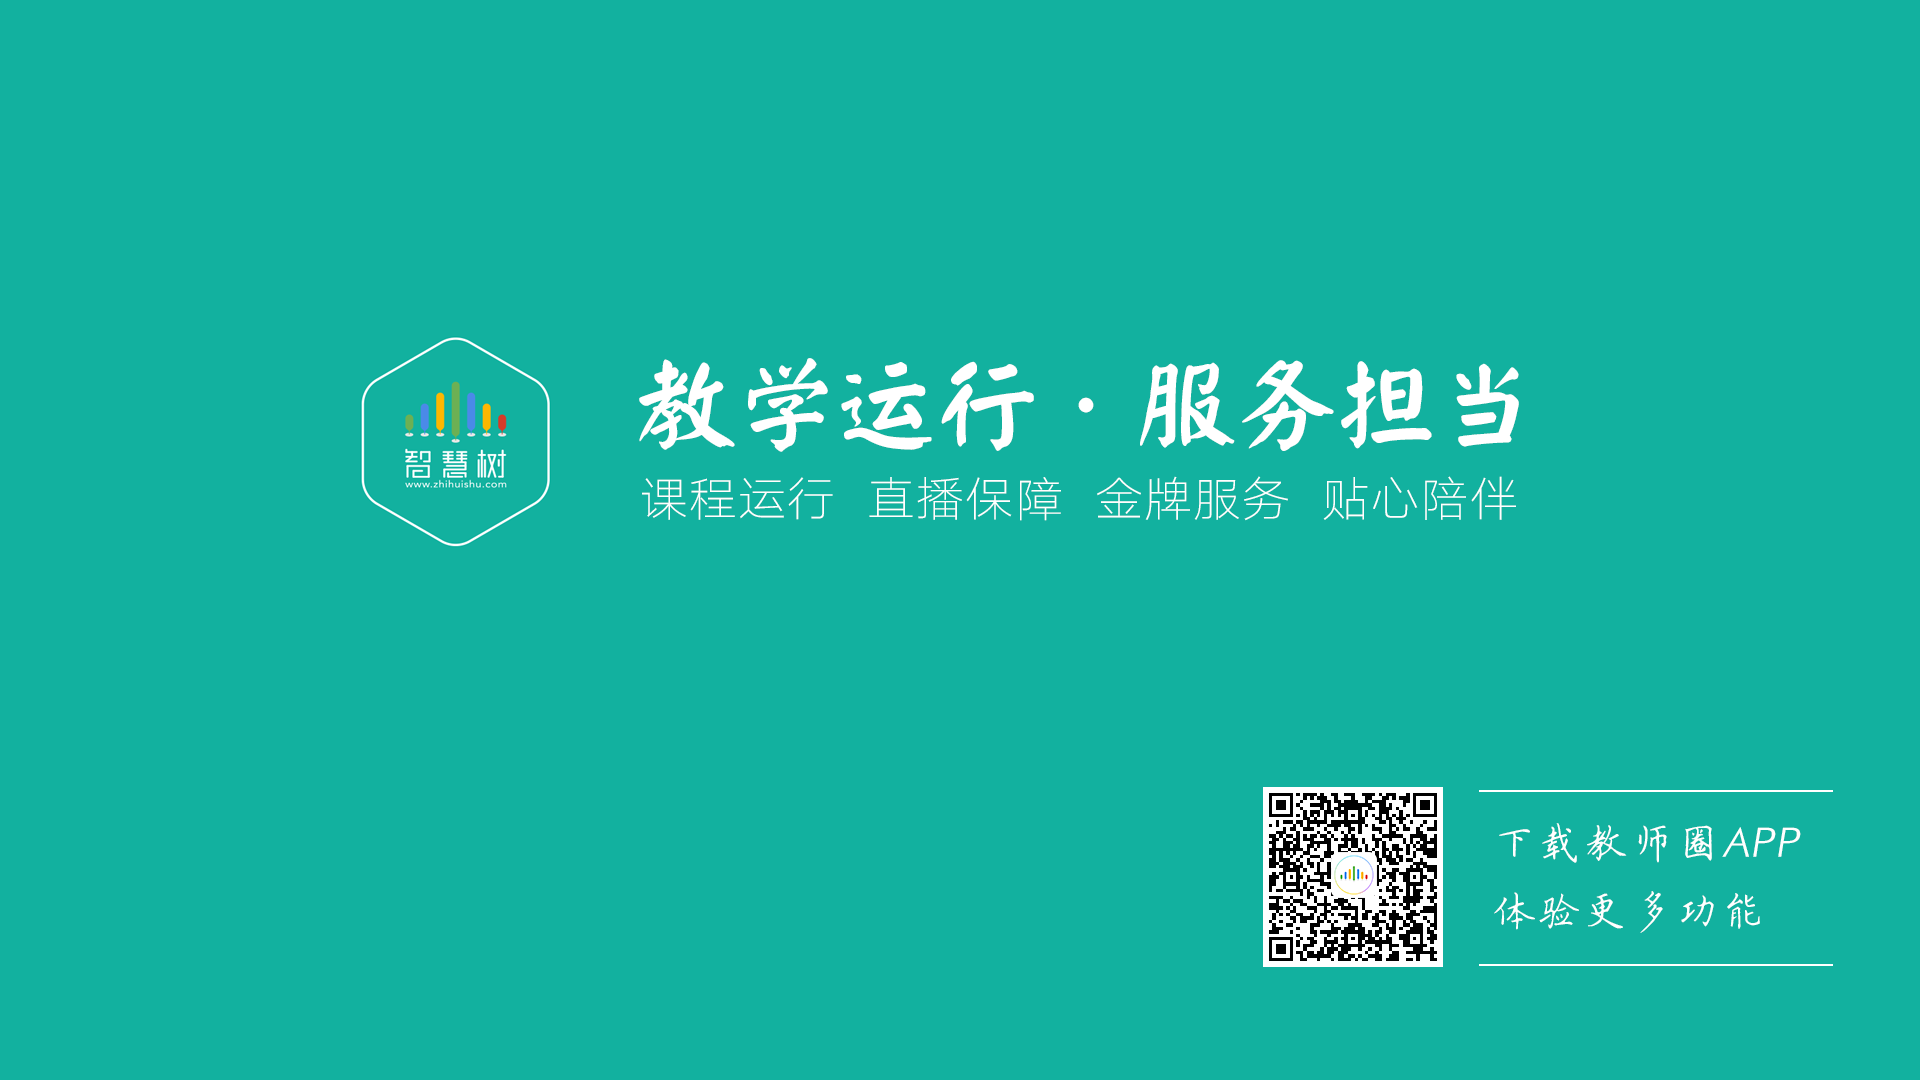 智慧树
www.zhihuishu.com
教学运行·服务担当
课程运行 直播保障 金牌服务 贴心陪伴
下载教师圈APP
体验更多功能